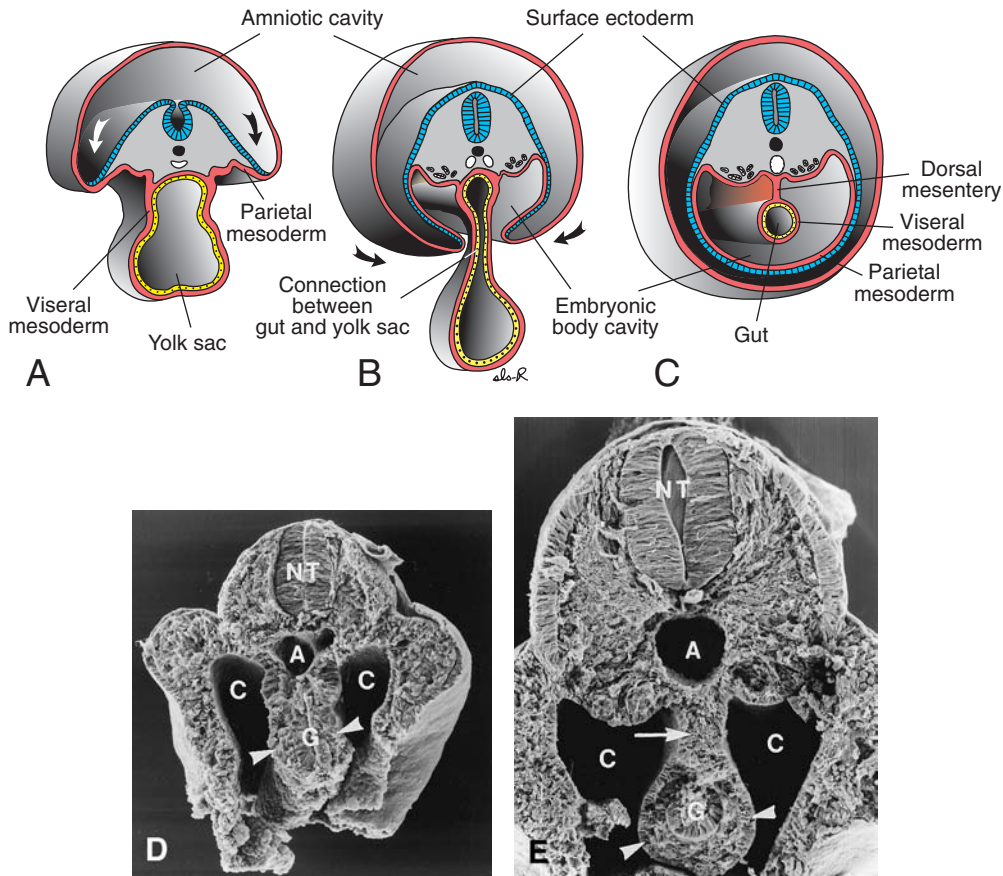 Amniotic cavity
Surface ectoderm
Parietal
mesoderm
Viseral
mesoderm
Yolk sac
A
Connection
between
gut and yolk sac
B
sls-R
Embryonic
body cavity
Dorsal
mesentery
Viseral
mesoderm
Parietal
mesoderm
Gut
C
NT
A
C
C
G
D
NT
A
C
C
G
E